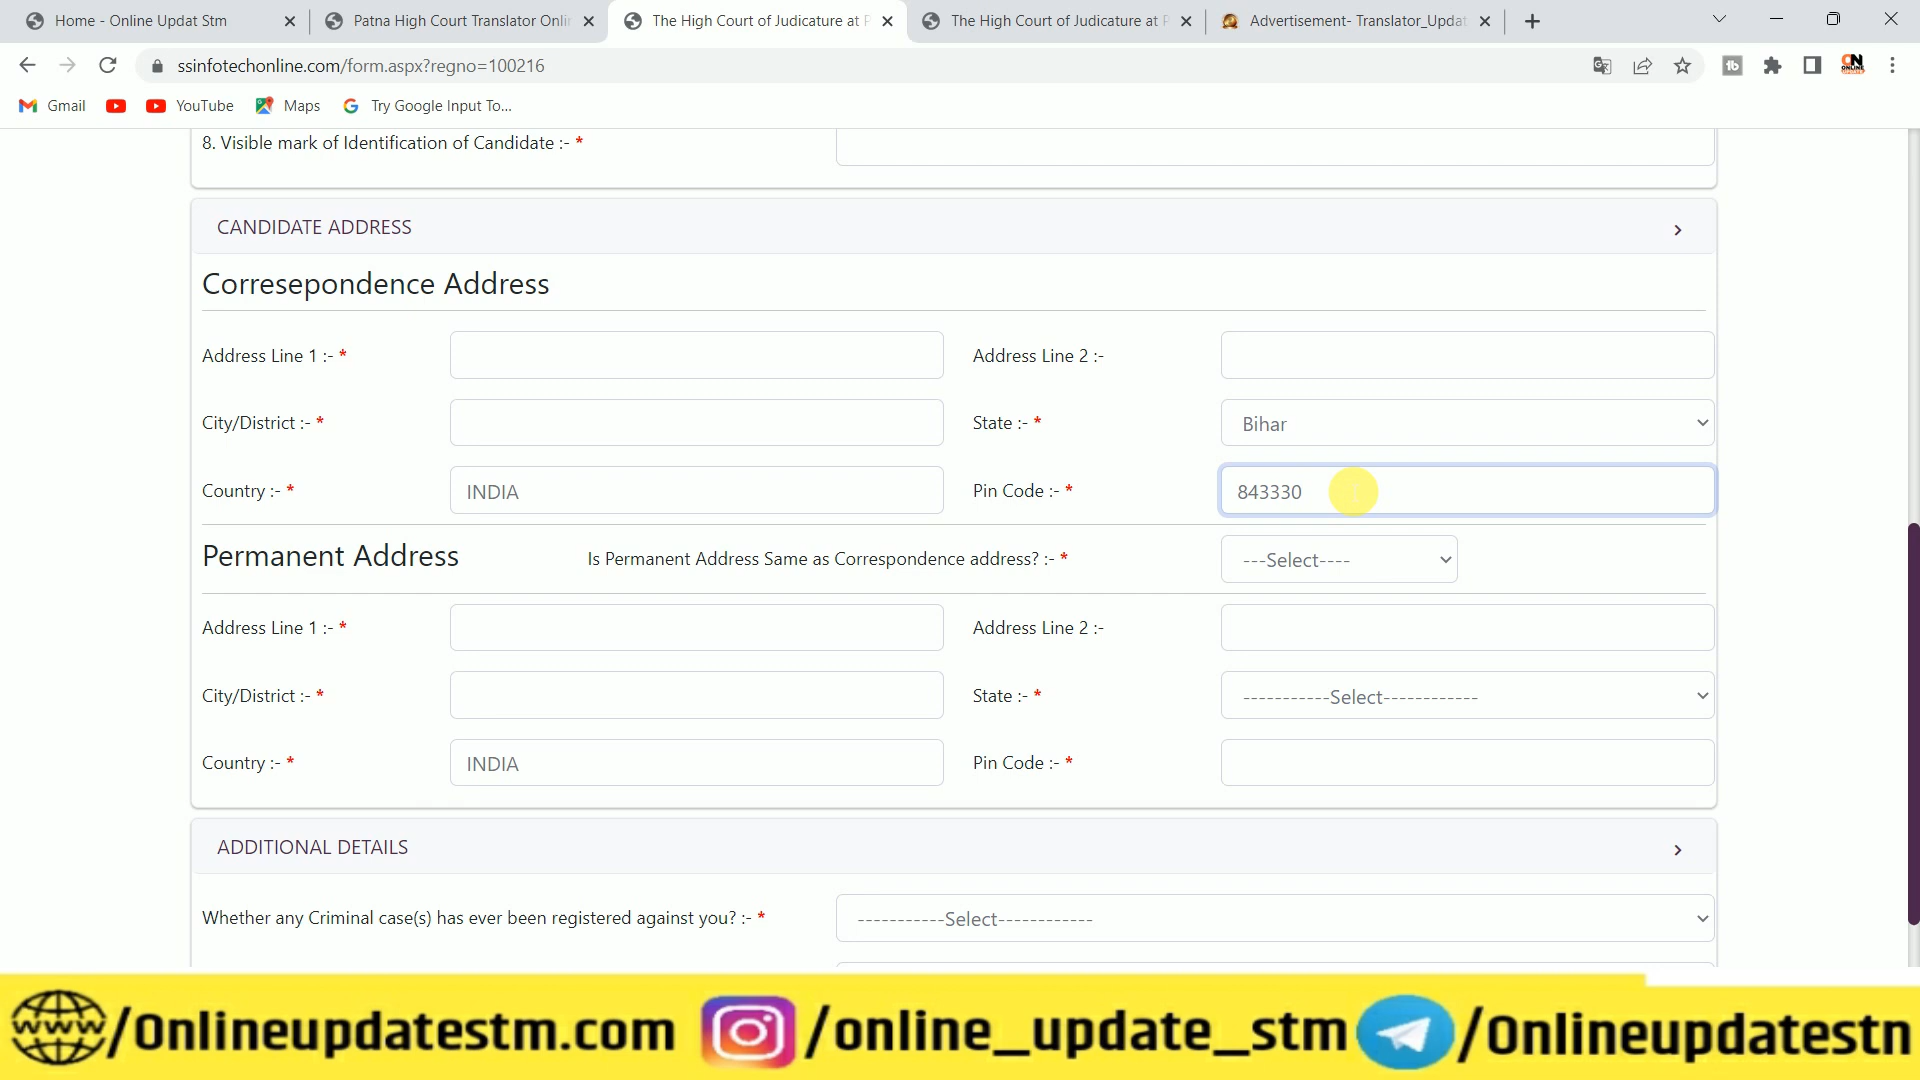 Home - Online Updat Stm
Patna High Court Translator Onli
The High Court of Judicature at P
The High Court of Judicature at P
Advertisement- Translator_Updat
ssinfotechonline.com/form.aspx?regno=100216
Gmail
YouTube
Maps
Try Google Input To...
8. Visible mark of Identification of Candidate :- *
CANDIDATE ADDRESS
Corresepondence Address
Address Line 1 :- *
Address Line 2 :-
City/District :- *
State :- *
Bihar
Country :- *
INDIA
Pin Code :- *
843330
Permanent Address
Is Permanent Address Same as Correspondence address? :- *
---Select----
Address Line 1 :- *
Address Line 2 :-
City/District :- *
State :- *
-----------Select------------
Country :- *
INDIA
Pin Code :- *
ADDITIONAL DETAILS
Whether any Criminal case(s) has ever been registered against you? :- *
-----------Select------------
www/Onlineupdatestm.com
/online_update_stm
/Onlineupdatestn